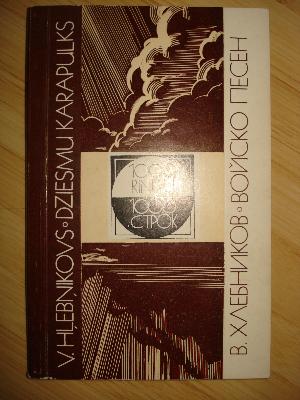 V. HĻEBŅIKOVS • DZIESMU KARAPULKS
1000
RINDU
1000
СТРОК
В. ХЛЕБНИКОВ • ВОЙСКО ПЕСЕН